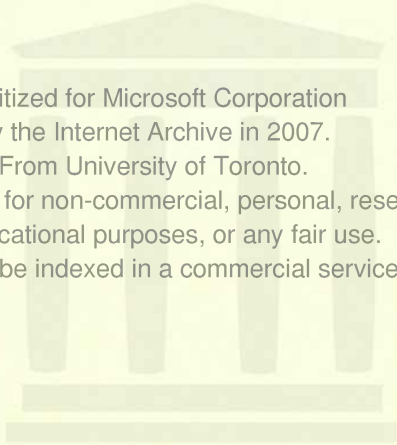 itized for Microsoft Corporation
y the Internet Archive in 2007.
From University of Toronto.
for non-commercial, personal, rese
cational purposes, or any fair use.
be indexed in a commercial service